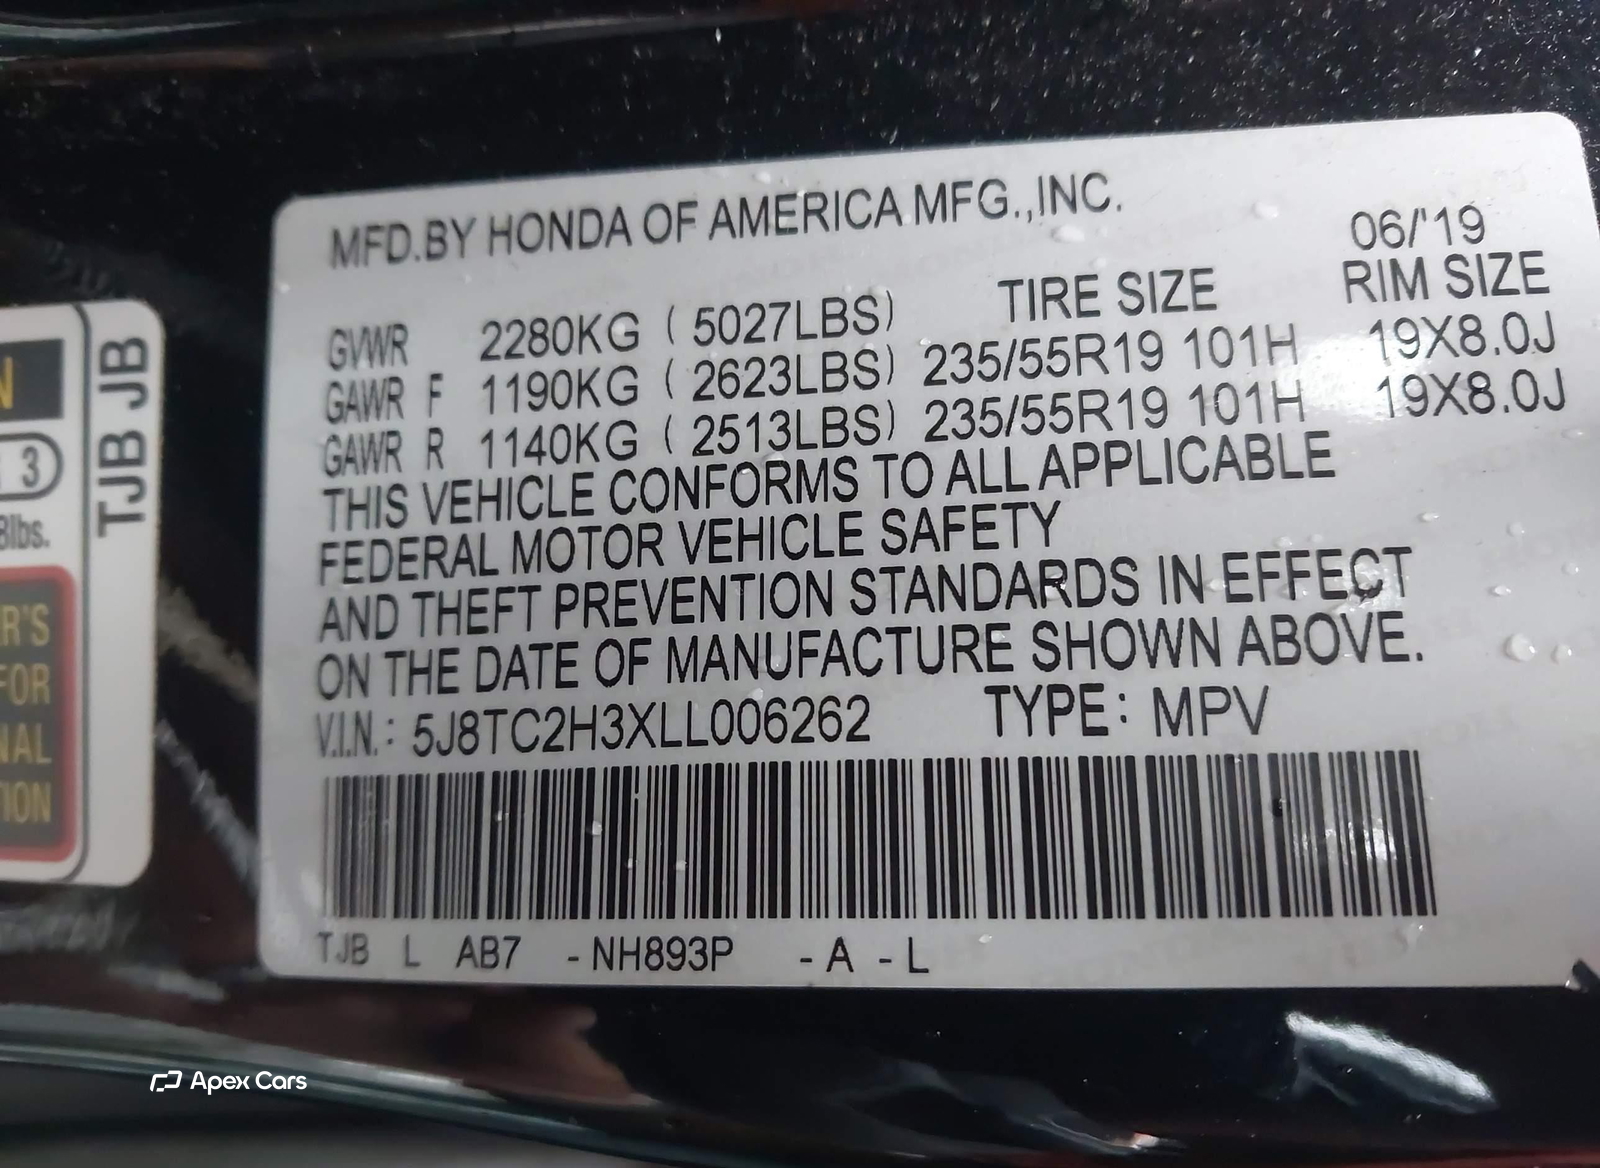 MFD.BY HONDA OF AMERICA MFG.,INC.
06/'19
TIRE SIZE RIM SIZE
GVWR 2280KG ( 5027LBS)
GAWR F 1190KG ( 2623LBS) 235/55R19 101H 19X8.0J
GAWR R 1140KG ( 2513LBS) 235/55R19 101H 19X8.0J
THIS VEHICLE CONFORMS TO ALL APPLICABLE
FEDERAL MOTOR VEHICLE SAFETY
AND THEFT PREVENTION STANDARDS IN EFFECT
ON THE DATE OF MANUFACTURE SHOWN ABOVE.
V.I.N.: 5J8TC2H3XLL006262 TYPE: MPV
TJB L AB7 - NH893P - A - L
TJB JB
3
lbs.
FOR
Apex Cars